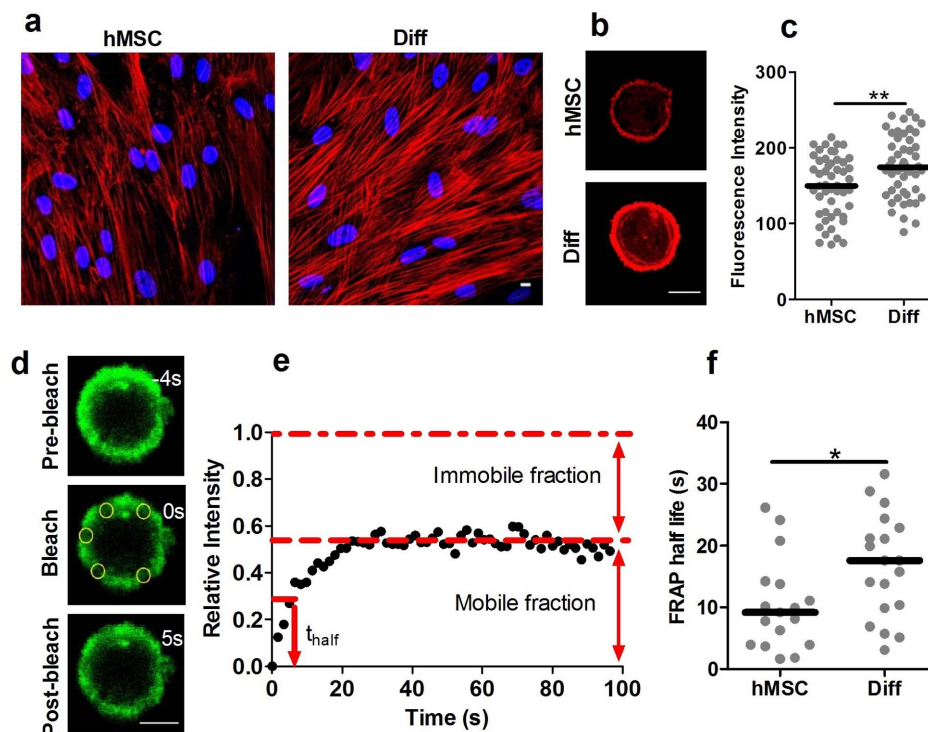 a
hMSC
Diff
b
hMSC
Diff
c
Fluorescence Intensity
300
200
100
0
**
hMSC
Diff
d
Pre-bleach
-4s
Bleach
0s
Post-bleach
5s
e
Relative Intensity
1.0
0.8
0.6
0.4
0.2
0.0
Immobile fraction
Mobile fraction
thalf
0 20 40 60 80 100
Time (s)
f
FRAP half life (s)
40
30
20
10
0
*
hMSC
Diff